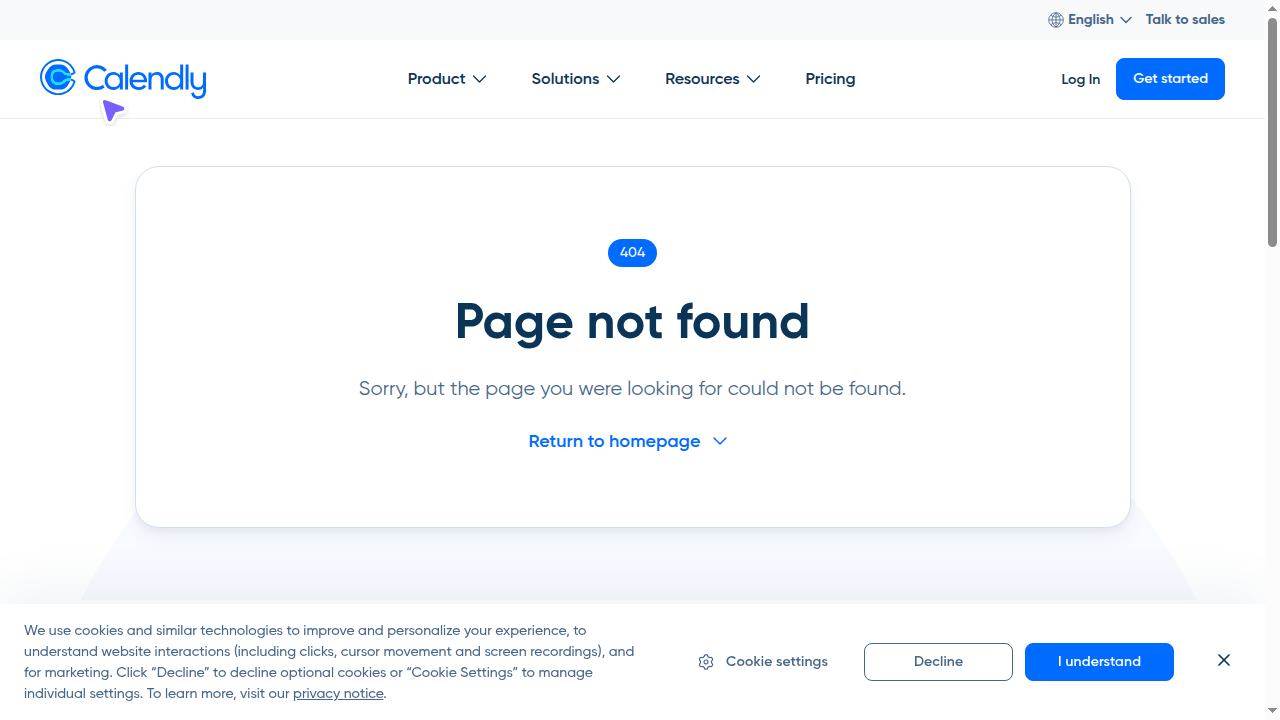 English
Talk to sales
Calendly
Product
Solutions
Resources
Pricing
Log In
Get started
404
Page not found
Sorry, but the page you were looking for could not be found.
Return to homepage
We use cookies and similar technologies to improve and personalize your experience, to
understand website interactions (including clicks, cursor movement and screen recordings), and
for marketing. Click “Decline” to decline optional cookies or “Cookie Settings” to manage
individual settings. To learn more, visit our privacy notice.
Cookie settings
Decline
I understand